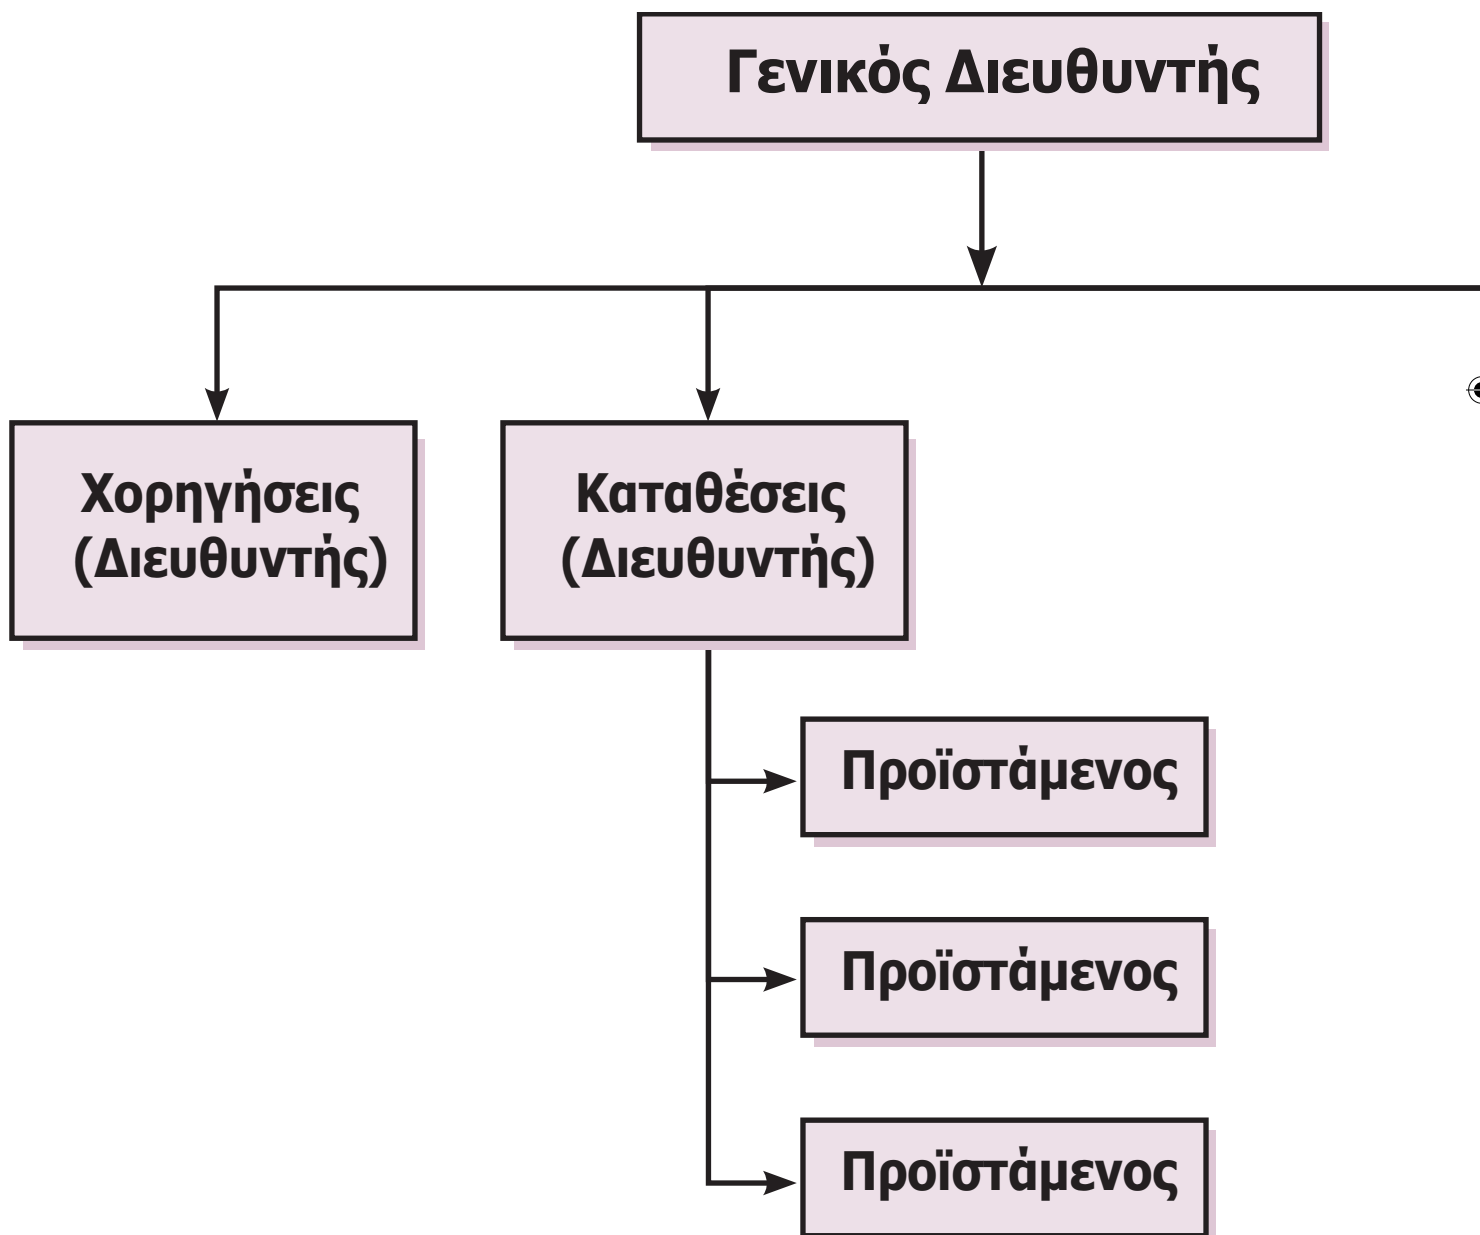 Γενικός Διευθυντής
Χορηγήσεις
(Διευθυντής)
Καταθέσεις
(Διευθυντής)
Προϊστάμενος
Προϊστάμενος
Προϊστάμενος